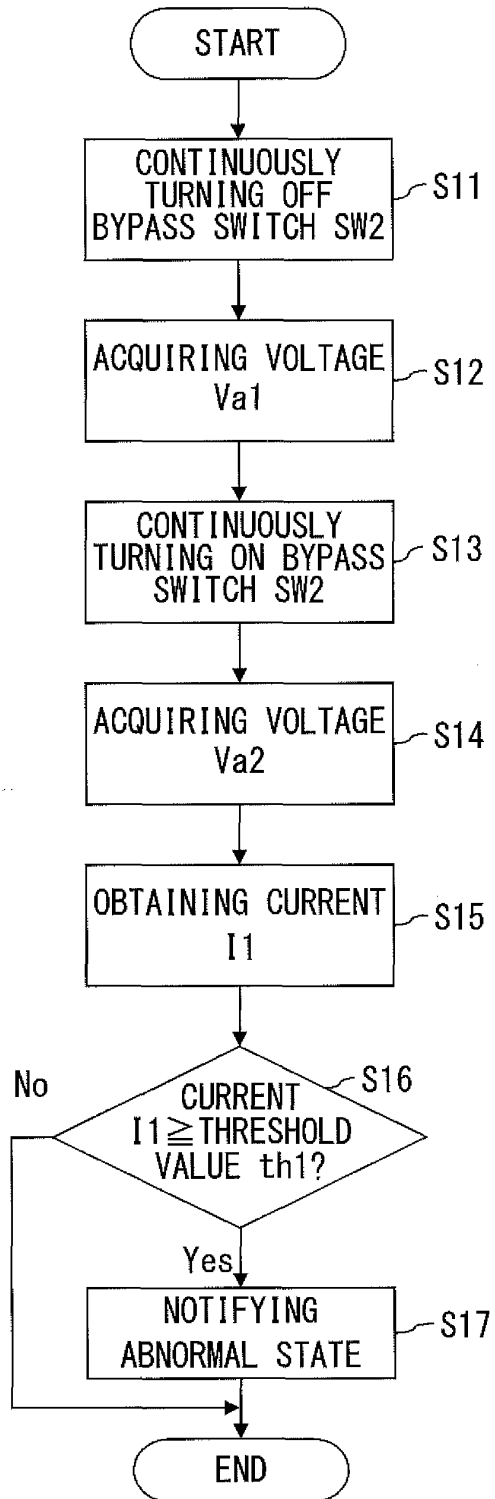 START
CONTINUOUSLY
TURNING OFF
BYPASS SWITCH SW2
S11
ACQUIRING VOLTAGE
Va1
S12
CONTINUOUSLY
TURNING ON BYPASS
SWITCH SW2
S13
ACQUIRING VOLTAGE
Va2
S14
OBTAINING CURRENT
I1
S15
No
S16
CURRENT
I1≧THRESHOLD
VALUE th1?
Yes
NOTIFYING
ABNORMAL STATE
S17
END